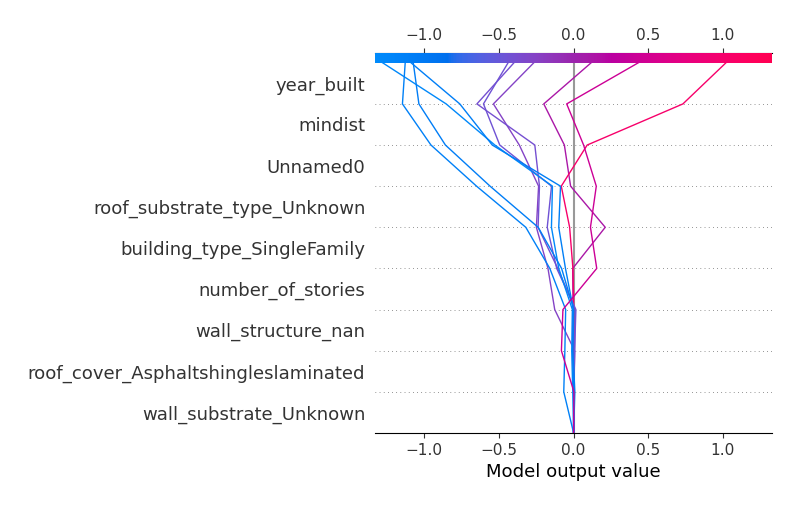 −1.0 −0.5 0.0 0.5 1.0
year_built
mindist
Unnamed0
roof_substrate_type_Unknown
building_type_SingleFamily
number_of_stories
wall_structure_nan
roof_cover_Asphaltshingleslaminated
wall_substrate_Unknown
−1.0 −0.5 0.0 0.5 1.0
Model output value